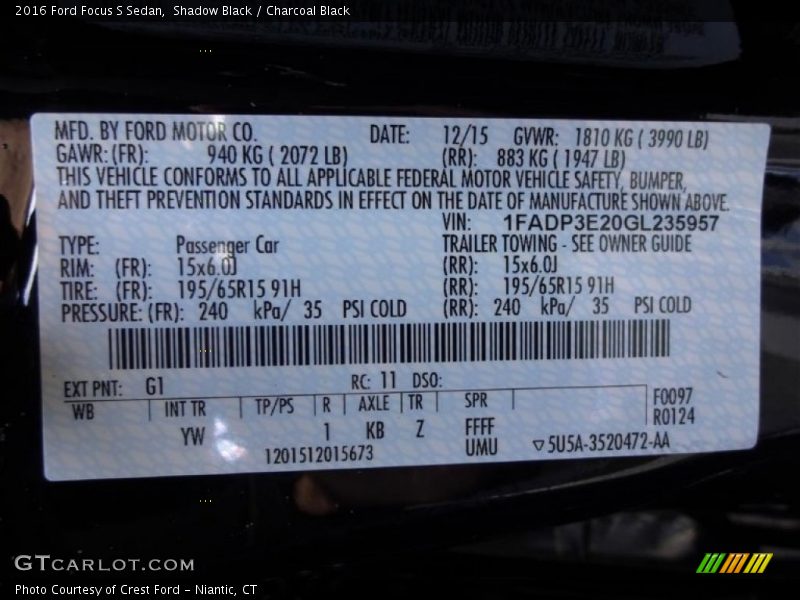 2016 Ford Focus S Sedan,  Shadow Black / Charcoal Black
MFD. BY FORD MOTOR CO. DATE: 12/15 GVWR: 1810 KG ( 3990 LB)
GAWR:(FR): 940 KG ( 2072 LB) (RR): 883 KG ( 1947 LB)
THIS VEHICLE CONFORMS TO ALL APPLICABLE FEDERAL MOTOR VEHICLE SAFETY, BUMPER,
AND THEFT PREVENTION STANDARDS IN EFFECT ON THE DATE OF MANUFACTURE SHOWN ABOVE.
VIN: 1FADP3E20GL235957
TYPE: Passenger Car TRAILER TOWING - SEE OWNER GUIDE
RIM: (FR): 15x6.0J (RR): 15x6.0J
TIRE: (FR): 195/65R15 91H (RR): 195/65R15 91H
PRESSURE: (FR): 240 kPa/ 35 PSI COLD (RR): 240 kPa/ 35 PSI COLD
EXT PNT: G1 RC: 11 DSO:
WB INT TR TP/PS R AXLE TR SPR F0097
R0124
YW 1 KB Z FFFF
UMU
1201512015673 ▽5U5A-3520472-AA
GTCARLOT.COM
Photo Courtesy of Crest Ford - Niantic, CT